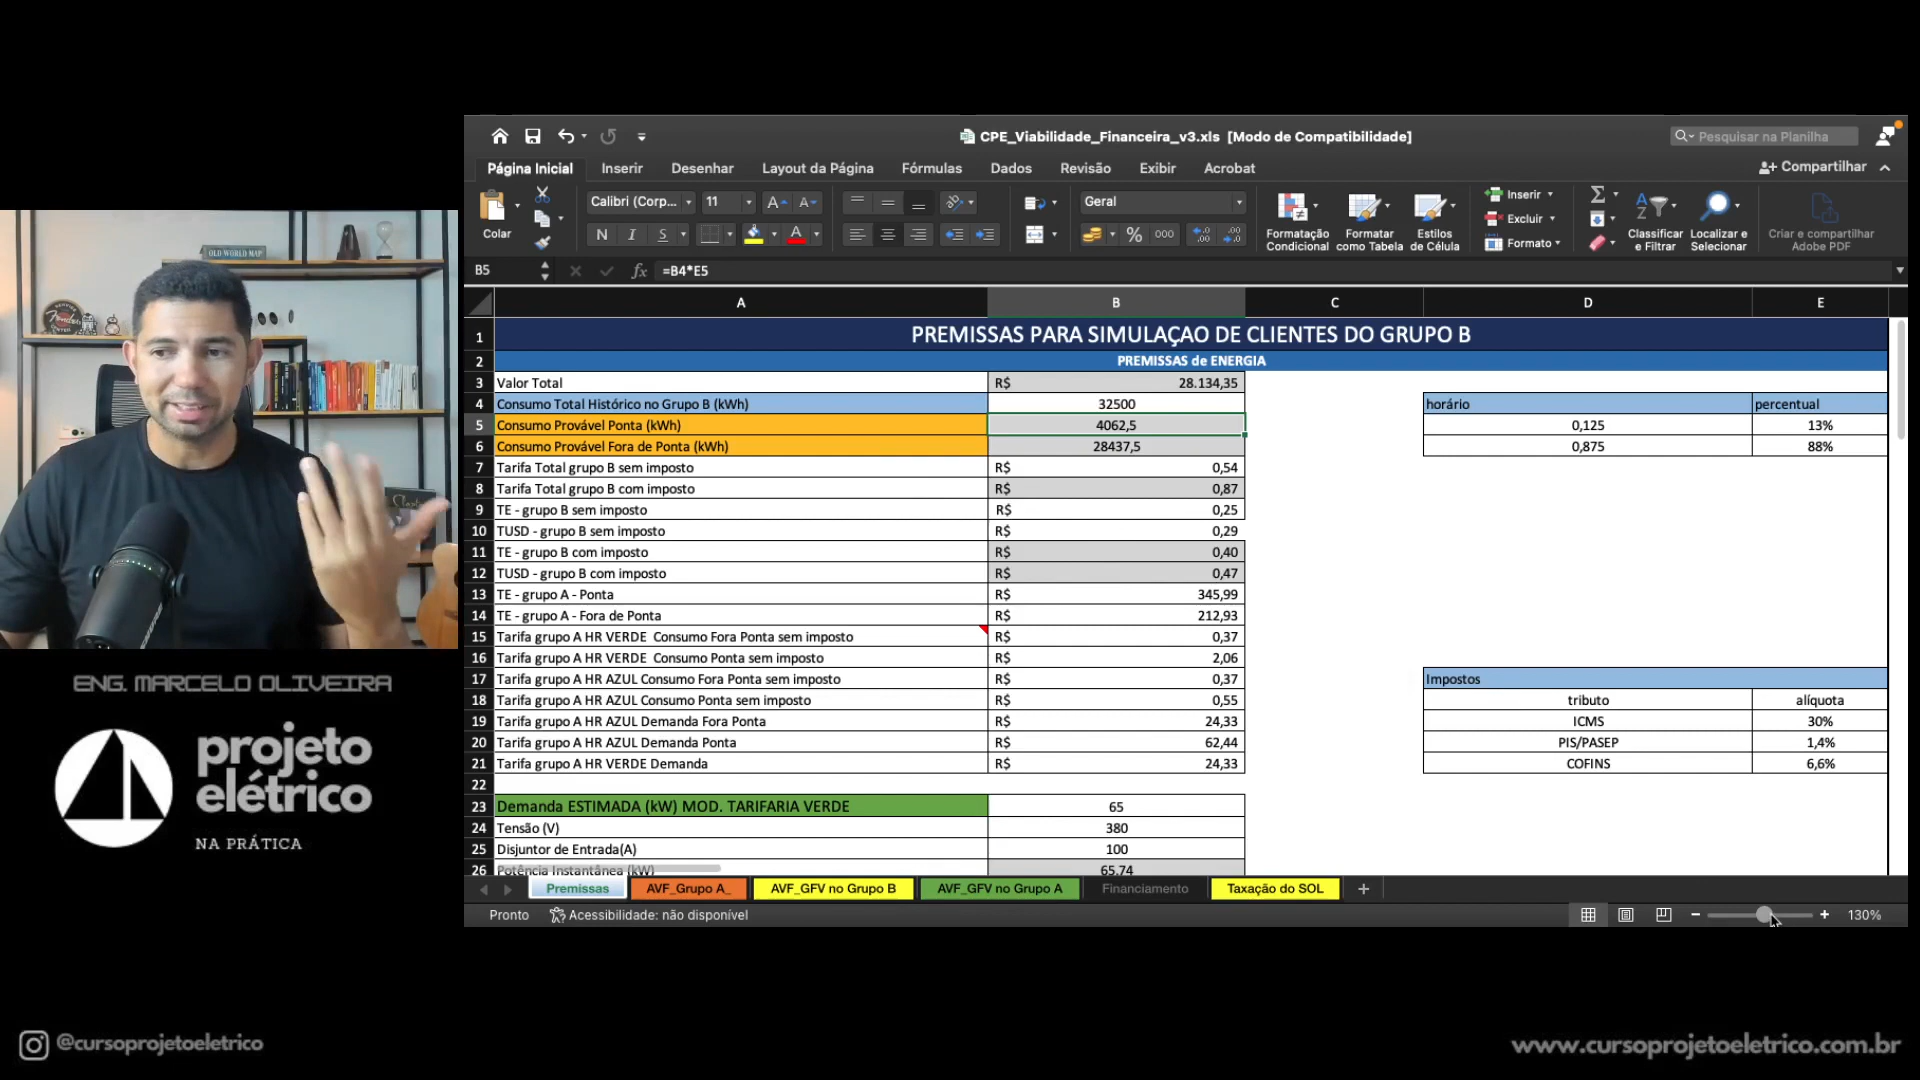 CPE_Viabilidade_Financeira_v3.xls [Modo de Compatibilidade]
Pesquisar na Planilha
Página Inicial Inserir Desenhar Layout da Página Fórmulas Dados Revisão Exibir Acrobat Compartilhar
Colar
Calibri (Corp... 11 A A
N I S A
Geral
% 000
Formatação Condicional
Formatar como Tabela
Estilos de Célula
Inserir
Excluir
Formato
Classificar e Filtrar
Localizar e Selecionar
Criar e compartilhar Adobe PDF
B5 fx =B4*E5
A B C D E
1 PREMISSAS PARA SIMULAÇAO DE CLIENTES DO GRUPO B
2 PREMISSAS de ENERGIA
3 Valor Total R$ 28.134,35
4 Consumo Total Histórico no Grupo B (kWh) 32500 horário percentual
5 Consumo Provável Ponta (kWh) 4062,5 0,125 13%
6 Consumo Provável Fora de Ponta (kWh) 28437,5 0,875 88%
7 Tarifa Total grupo B sem imposto R$ 0,54
8 Tarifa Total grupo B com imposto R$ 0,87
9 TE - grupo B sem imposto R$ 0,25
10 TUSD - grupo B sem imposto R$ 0,29
11 TE - grupo B com imposto R$ 0,40
12 TUSD - grupo B com imposto R$ 0,47
13 TE - grupo A - Ponta R$ 345,99
14 TE - grupo A - Fora de Ponta R$ 212,93
15 Tarifa grupo A HR VERDE Consumo Fora Ponta sem imposto R$ 0,37
16 Tarifa grupo A HR VERDE Consumo Ponta sem imposto R$ 2,06
17 Tarifa grupo A HR AZUL Consumo Fora Ponta sem imposto R$ 0,37 Impostos
18 Tarifa grupo A HR AZUL Consumo Ponta sem imposto R$ 0,55 tributo alíquota
19 Tarifa grupo A HR AZUL Demanda Fora Ponta R$ 24,33 ICMS 30%
20 Tarifa grupo A HR AZUL Demanda Ponta R$ 62,44 PIS/PASEP 1,4%
21 Tarifa grupo A HR VERDE Demanda R$ 24,33 COFINS 6,6%
22
23 Demanda ESTIMADA (kW) MOD. TARIFARIA VERDE 65
24 Tensão (V) 380
25 Disjuntor de Entrada(A) 100
26 Potência Instantânea (kW) 65,74
Premissas AVF_Grupo A_ AVF_GFV no Grupo B AVF_GFV no Grupo A Financiamento Taxação do SOL +
Pronto Acessibilidade: não disponível 130%
OLD WORLD MAP
Fender
ENG. MARCELO OLIVEIRA
projeto
elétrico
NA PRÁTICA
@cursoprojetoeletrico
www.cursoprojetoeletrico.com.br